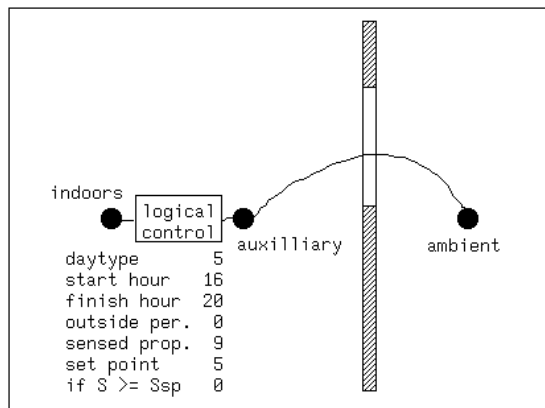 indoors
logical
control
auxilliary
ambient
daytype 5
start hour 16
finish hour 20
outside per. 0
sensed prop. 9
set point 5
if S >= Ssp 0